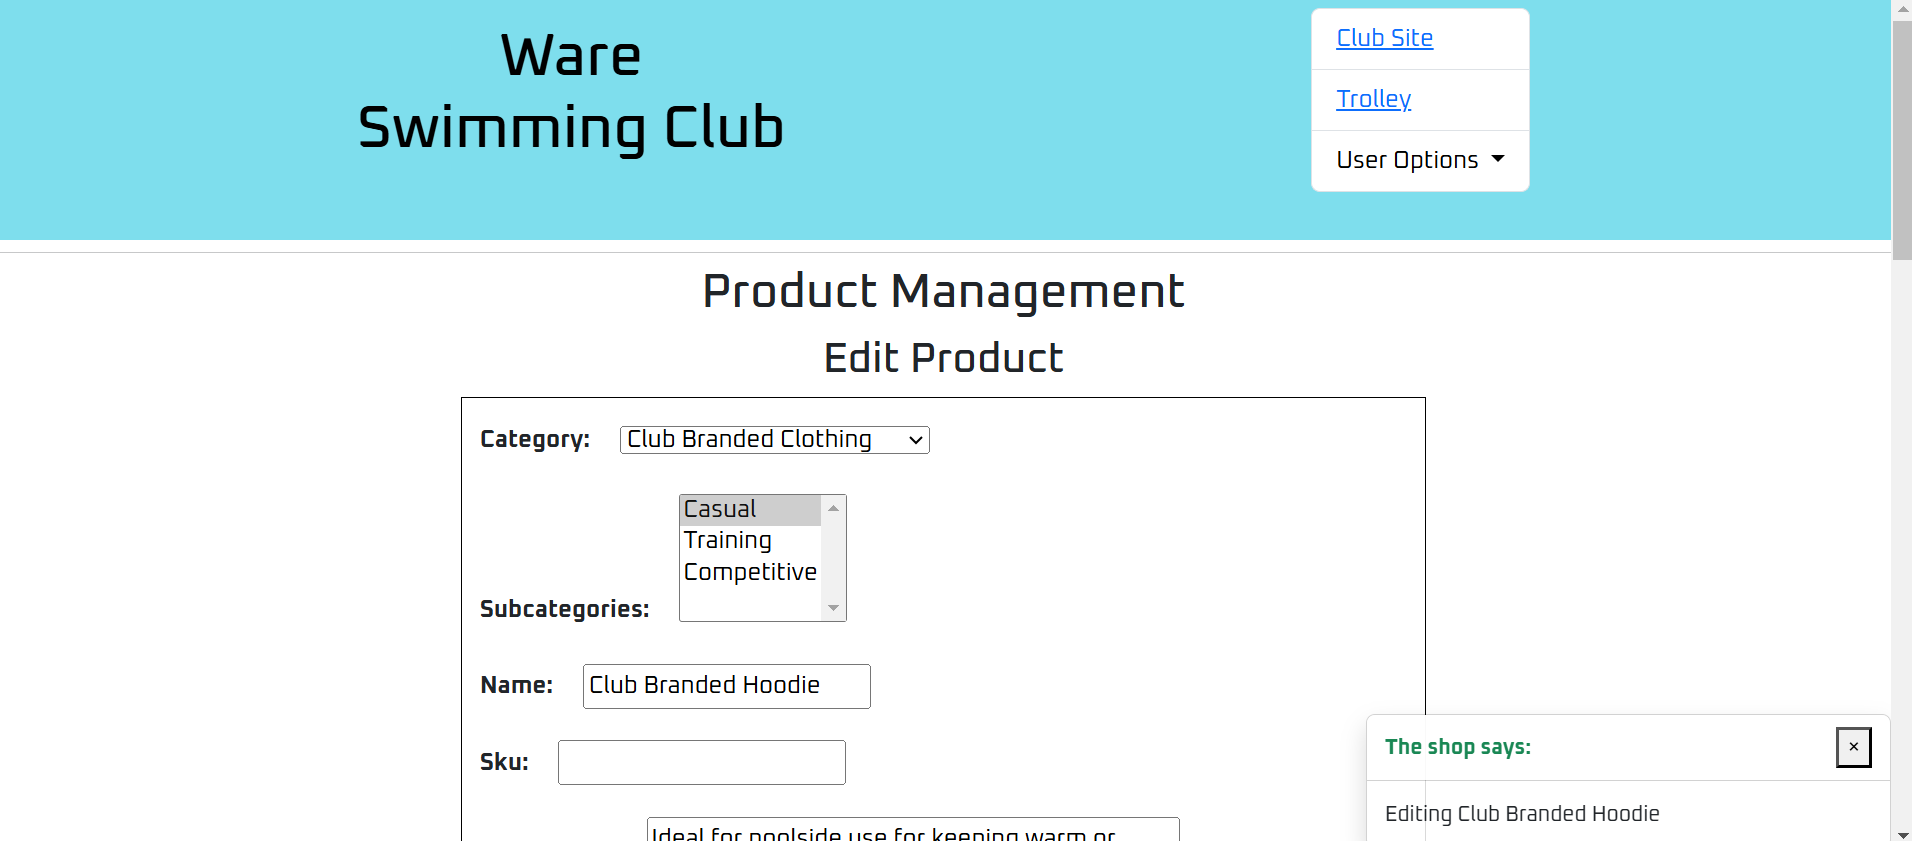 Ware
Swimming Club
Club Site
Trolley
User Options
Product Management
Edit Product
Category: Club Branded Clothing
Casual
Training
Competitive
Subcategories:
Name: Club Branded Hoodie
Sku:
Ideal for poolside use for keeping warm or
The shop says: ×
Editing Club Branded Hoodie